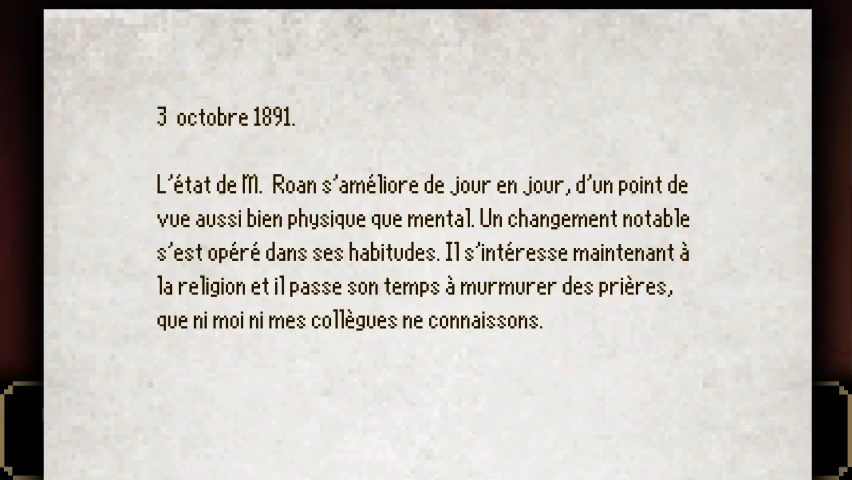 3 octobre 1891.
L'état de M. Roan s'améliore de jour en jour, d'un point de
vue aussi bien physique que mental. Un changement notable
s'est opéré dans ses habitudes. Il s'intéresse maintenant à
la religion et il passe son temps à murmurer des prières,
que ni moi ni mes collègues ne connaissons.